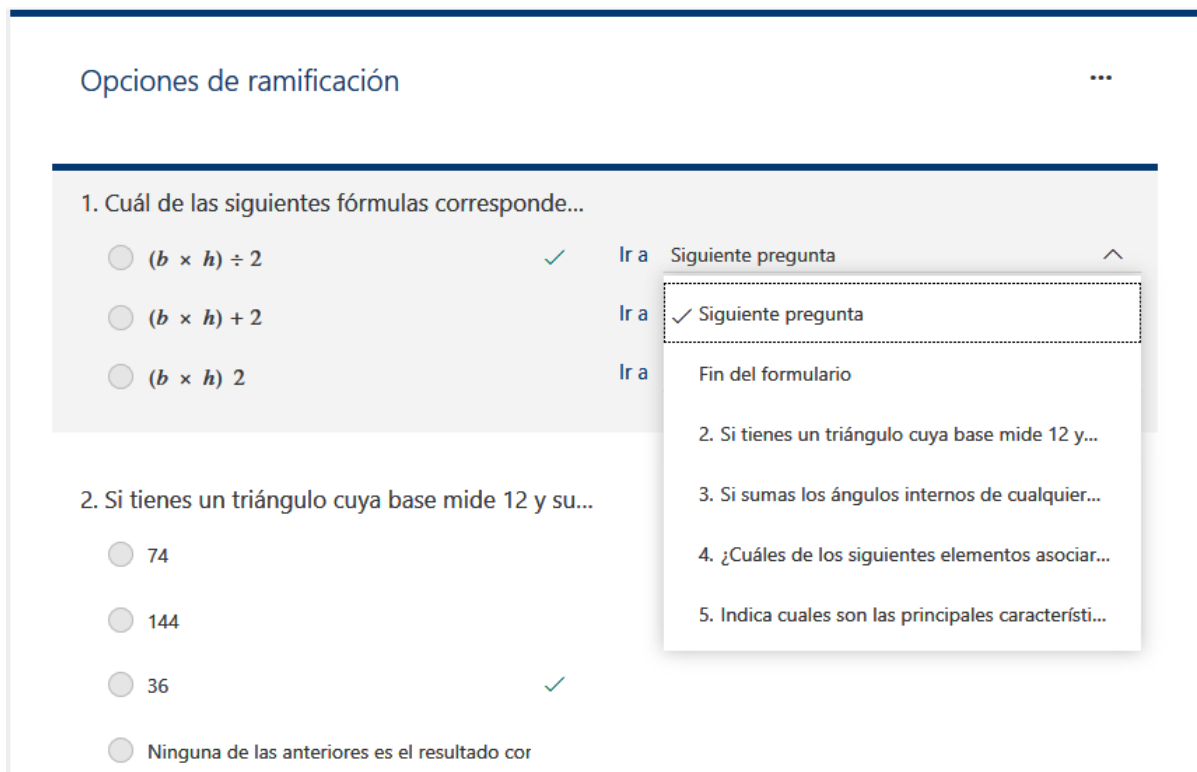 Opciones de ramificación
...
1. Cuál de las siguientes fórmulas corresponde...
(b × h) ÷ 2
Ir a Siguiente pregunta
(b × h) + 2
Ir a
(b × h) 2
Ir a
Siguiente pregunta
Fin del formulario
2. Si tienes un triángulo cuya base mide 12 y...
3. Si sumas los ángulos internos de cualquier...
4. ¿Cuáles de los siguientes elementos asociar...
5. Indica cuales son las principales característi...
2. Si tienes un triángulo cuya base mide 12 y su...
74
144
36
Ninguna de las anteriores es el resultado cor